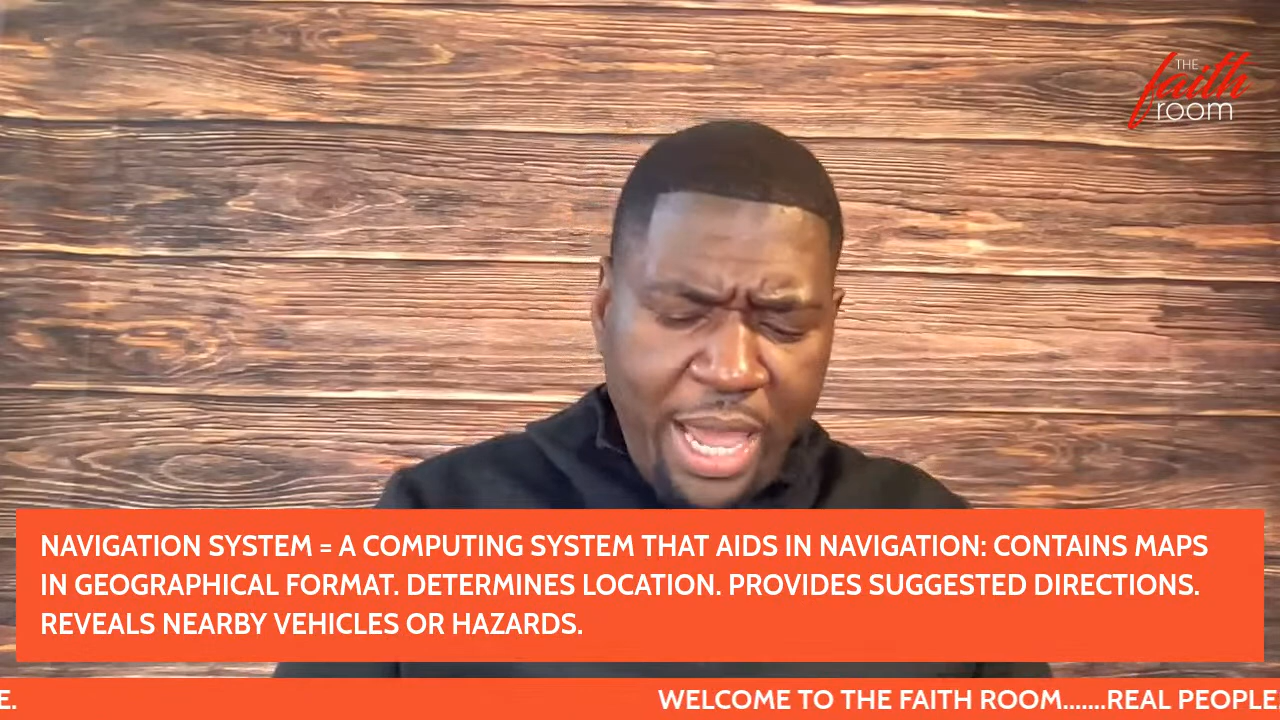 THE
faith
room
NAVIGATION SYSTEM = A COMPUTING SYSTEM THAT AIDS IN NAVIGATION: CONTAINS MAPS
IN GEOGRAPHICAL FORMAT. DETERMINES LOCATION. PROVIDES SUGGESTED DIRECTIONS.
REVEALS NEARBY VEHICLES OR HAZARDS.
E. WELCOME TO THE FAITH ROOM.......REAL PEOPLE.